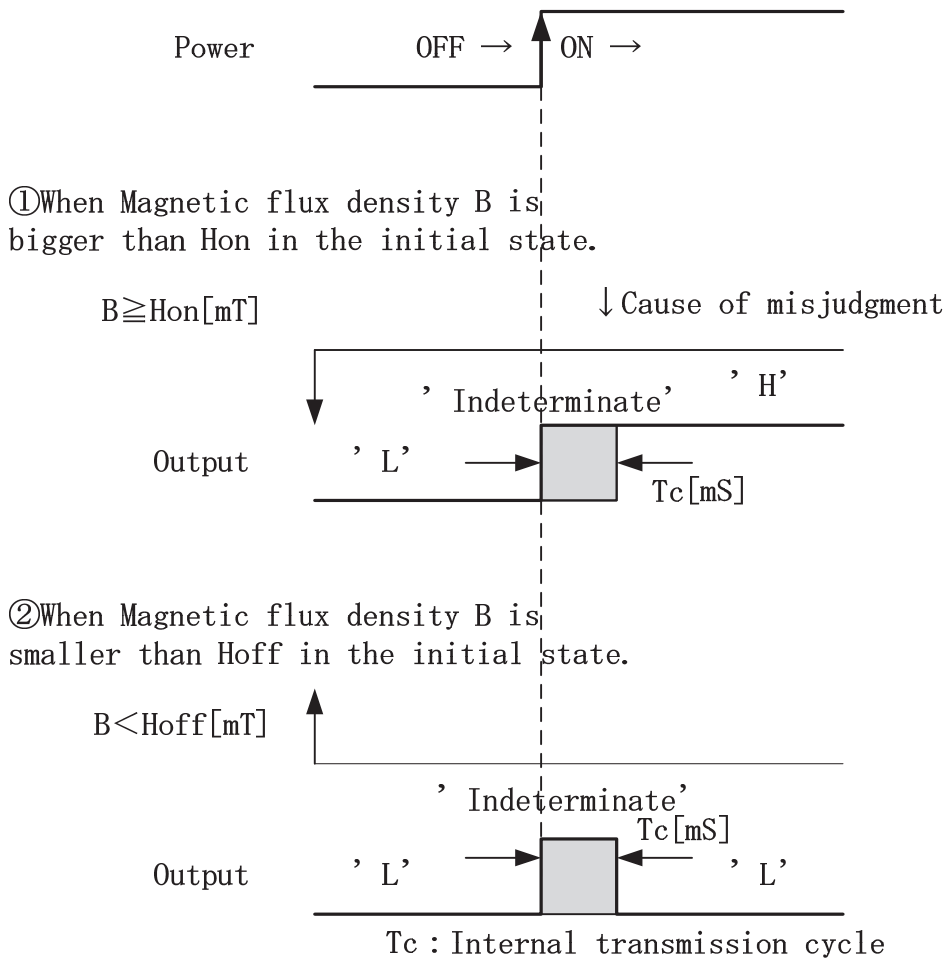 Power
OFF → ON →
①When Magnetic flux density B is
bigger than Hon in the initial state.
B≧Hon[mT]
↓Cause of misjudgment
' Indeterminate'
' H'
Output
' L'
Tc[mS]
②When Magnetic flux density B is
smaller than Hoff in the initial state.
B<Hoff[mT]
' Indeterminate'
Tc[mS]
Output
' L'
' L'
Tc：Internal transmission cycle